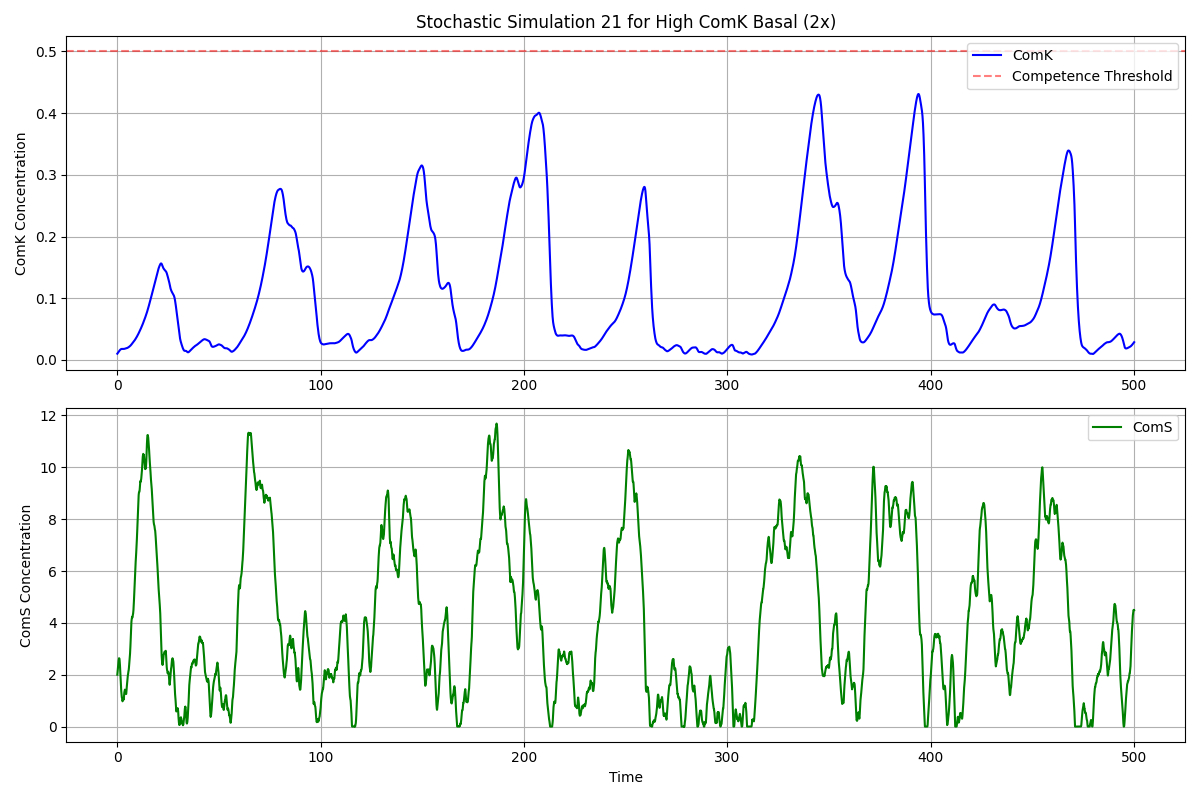 Stochastic Simulation 21 for High ComK Basal (2x)
ComK Concentration
0.5
0.4
0.3
0.2
0.1
0.0
ComK
Competence Threshold
0 100 200 300 400 500
ComS Concentration
12
10
8
6
4
2
0
ComS
0 100 200 300 400 500
Time